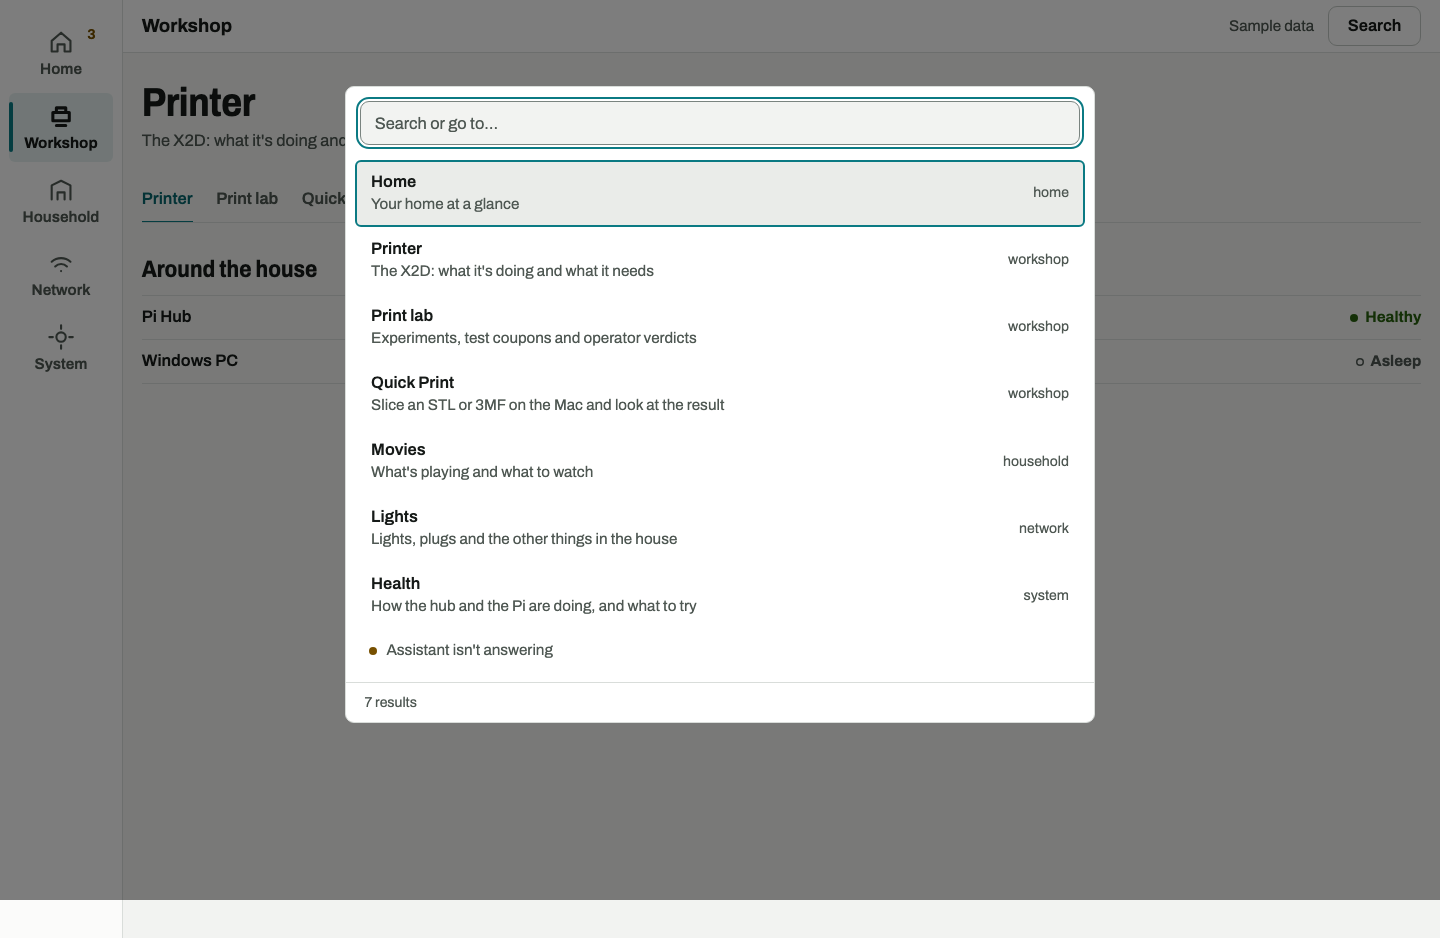 3
Home
Workshop
Household
Network
System
Workshop
Sample data
Search
Printer
The X2D: what it's doing and
Printer
Print lab
Quick
Around the house
Pi Hub
Healthy
Windows PC
Asleep
Search or go to...
Home
Your home at a glance
home
Printer
The X2D: what it's doing and what it needs
workshop
Print lab
Experiments, test coupons and operator verdicts
workshop
Quick Print
Slice an STL or 3MF on the Mac and look at the result
workshop
Movies
What's playing and what to watch
household
Lights
Lights, plugs and the other things in the house
network
Health
How the hub and the Pi are doing, and what to try
system
Assistant isn't answering
7 results